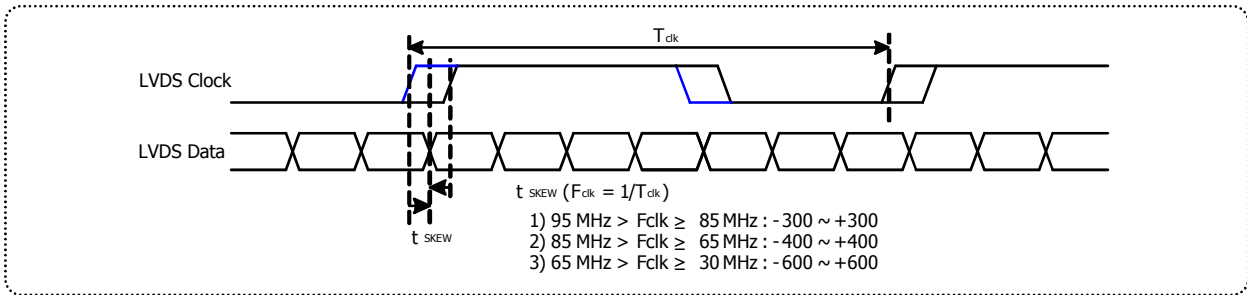 Tclk
LVDS Clock
LVDS Data
t SKEW (Fclk = 1/Tclk)
1) 95 MHz > Fclk ≥ 85 MHz : -300 ~ +300
2) 85 MHz > Fclk ≥ 65 MHz : -400 ~ +400
3) 65 MHz > Fclk ≥ 30 MHz : -600 ~ +600
t SKEW